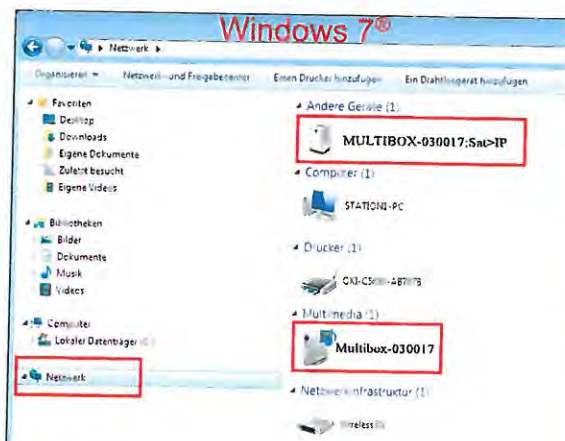 Windows 7®
Netzwerk
Organisieren
Netzwerk- und Freigabecenter
Einen Drucker hinzufügen
Ein Drahtlosgerät hinzufügen
Favoriten
Desktop
Downloads
Eigene Dokumente
Zuletzt besucht
Eigene Videos
Bibliotheken
Bilder
Dokumente
Musik
Videos
Computer
Lokaler Datenträger
Netzwerk
Andere Geräte (1)
MULTIBOX-030017:Sat>IP
Computer (1)
STATION1-PC
Drucker (1)
Multimedia (1)
Multibox-030017
Netzwerkinfrastruktur (1)
Wireless